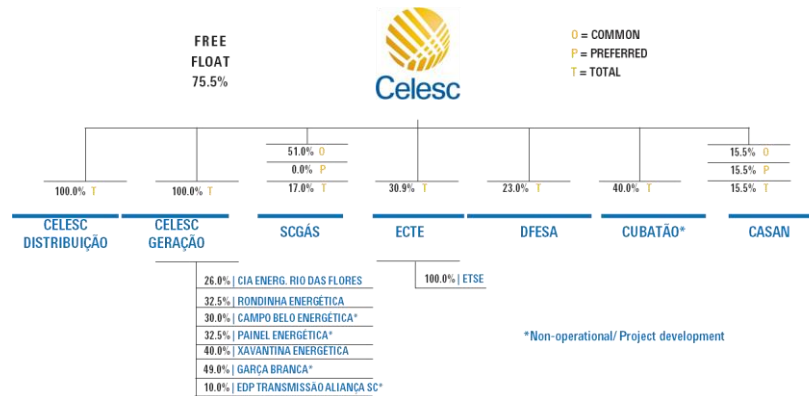 FREE
FLOAT
75.5%
Celesc
O = COMMON
P = PREFERRED
T = TOTAL
100.0% T
CELESC
DISTRIBUIÇÃO
100.0% T
CELESC
GERAÇÃO
51.0% O
0.0% P
17.0% T
SCGÁS
30.9% T
ECTE
23.0% T
DFESA
40.0% T
CUBATÃO*
15.5% O
15.5% P
15.5% T
CASAN
26.0% | CIA ENERG. RIO DAS FLORES
32.5% | RONDINHA ENERGÉTICA
30.0% | CAMPO BELO ENERGÉTICA*
32.5% | PAINEL ENERGÉTICA*
40.0% | XAVANTINA ENERGÉTICA
49.0% | GARÇA BRANCA*
10.0% | EDP TRANSMISSÃO ALIANÇA SC*
100.0% | ETSE
*Non-operational/ Project development